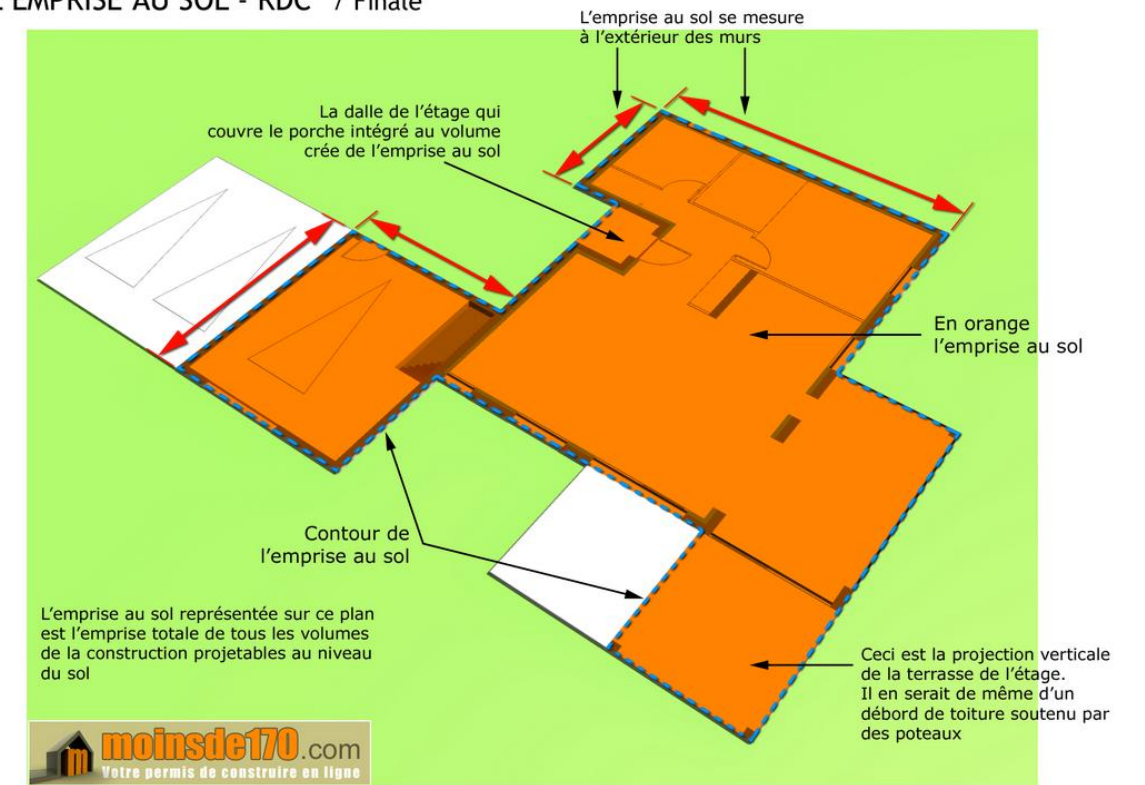 EMPRISE AU SOL - RDC / Finale
L'emprise au sol se mesure
à l'extérieur des murs
La dalle de l'étage qui
couvre le porche intégré au volume
crée de l'emprise au sol
En orange
l'emprise au sol
Contour de
l'emprise au sol
L'emprise au sol représentée sur ce plan
est l'emprise totale de tous les volumes
de la construction projetables au niveau
du sol
Ceci est la projection verticale
de la terrasse de l'étage.
Il en serait de même d'un
débord de toiture soutenu par
des poteaux
m moinsde170.com
Votre permis de construire en ligne